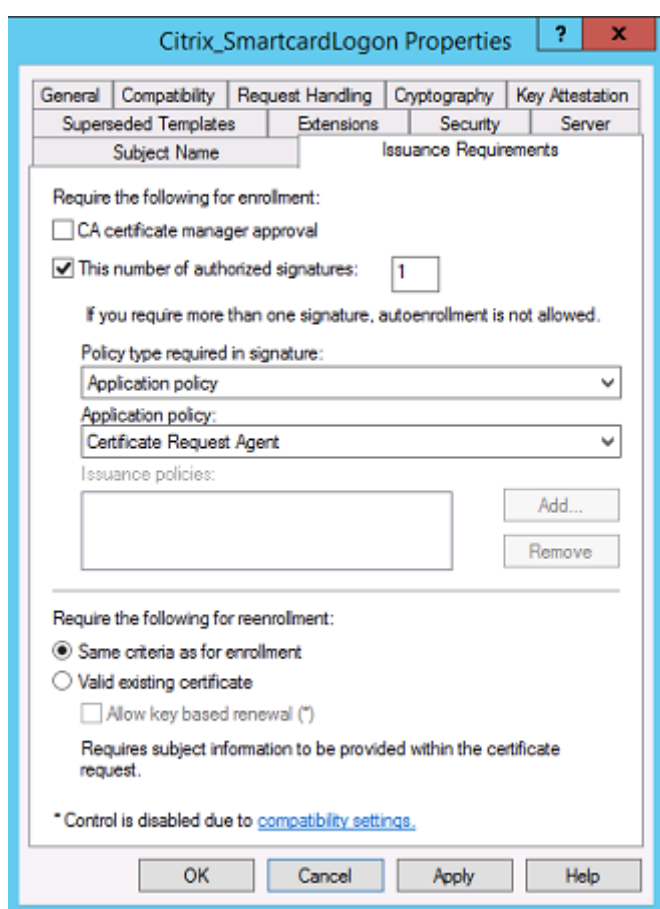 Citrix_SmartcardLogon Properties
? x
General Compatibility Request Handling Cryptography Key Attestation
Superseded Templates Extensions Security Server
Subject Name Issuance Requirements
Require the following for enrollment:
CA certificate manager approval
This number of authorized signatures: 1
If you require more than one signature, autoenrollment is not allowed.
Policy type required in signature:
Application policy
Application policy:
Certificate Request Agent
Issuance policies:
Add...
Remove
Require the following for reenrollment:
Same criteria as for enrollment
Valid existing certificate
Allow key based renewal (*)
Requires subject information to be provided within the certificate
request.
* Control is disabled due to compatibility settings.
OK Cancel Apply Help